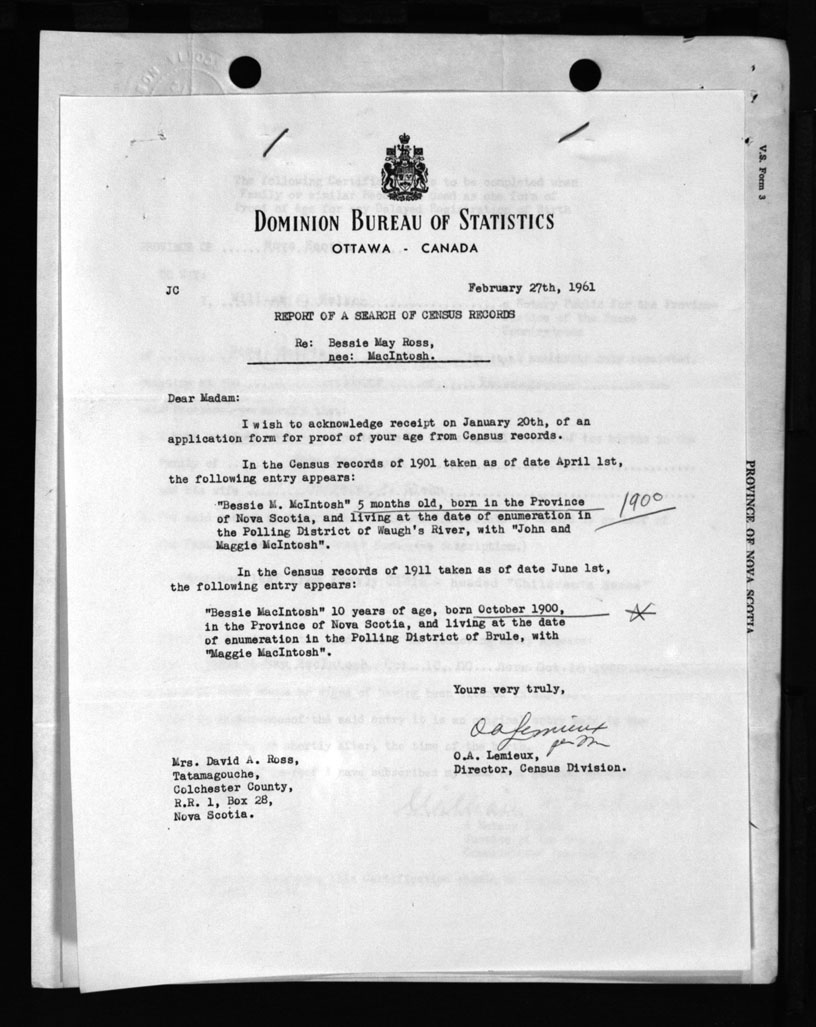 V.S. Form 3
DOMINION BUREAU OF STATISTICS
OTTAWA - CANADA
JC
February 27th, 1961
REPORT OF A SEARCH OF CENSUS RECORDS
Re: Bessie May Ross,
nee: MacIntosh.
Dear Madam:
I wish to acknowledge receipt on January 20th, of an
application form for proof of your age from Census records.
In the Census records of 1901 taken as of date April 1st,
the following entry appears:
"Bessie M. McIntosh" 5 months old, born in the Province
of Nova Scotia, and living at the date of enumeration in
the Polling District of Waugh's River, with "John and
Maggie McIntosh".
1900
In the Census records of 1911 taken as of date June 1st,
the following entry appears:
"Bessie MacIntosh" 10 years of age, born October 1900,
in the Province of Nova Scotia, and living at the date
of enumeration in the Polling District of Brule, with
"Maggie MacIntosh".
PROVINCE OF NOVA SCOTIA
Yours very truly,
O A Lemieux
O.A. Lemieux,
Director, Census Division.
Mrs. David A. Ross,
Tatamagouche,
Colchester County,
R.R. 1, Box 28,
Nova Scotia.